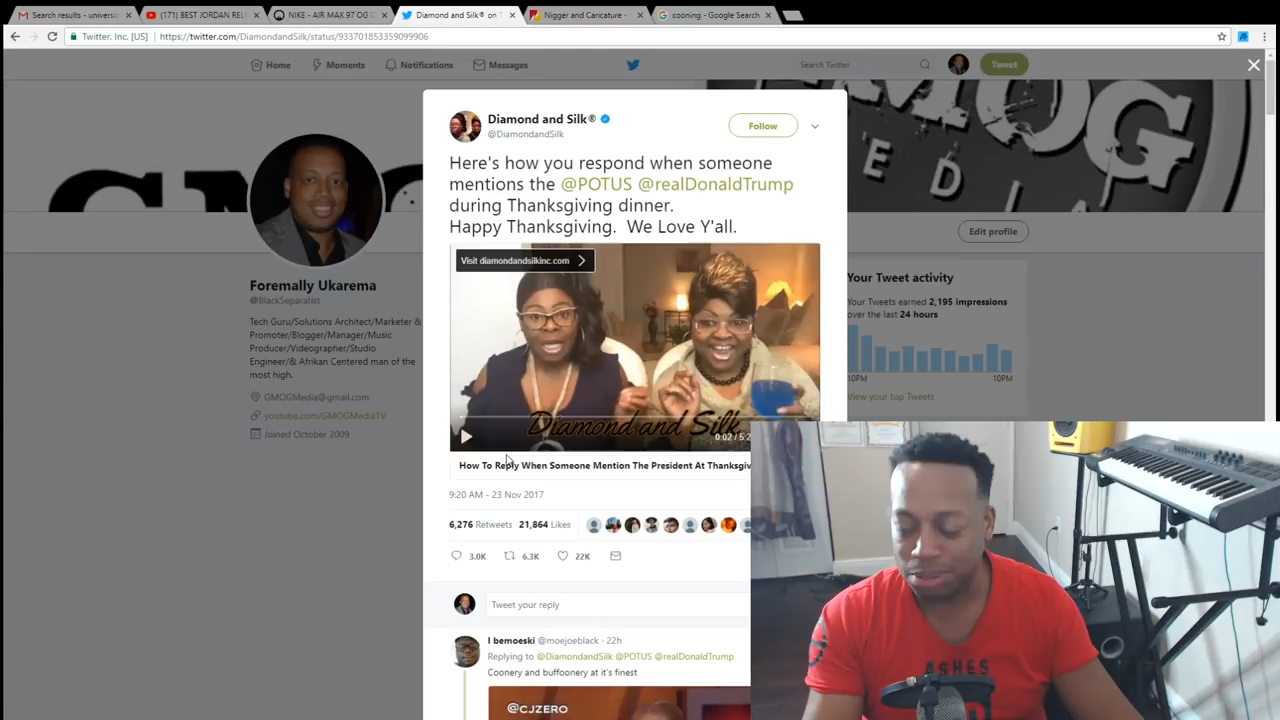 Search results - univers
(171) BEST JORDAN REL
NIKE - AIR MAX 97 OG
Diamond and Silk® on T
Nigger and Caricature -
cooning - Google Search
Twitter, Inc. [US]
https://twitter.com/DiamondandSilk/status/933701853359099906
Home
Moments
Notifications
Messages
Search Twitter
Tweet
GMOG
MOG
EDIA
Edit profile
Foremally Ukarema
@BlackSeparatist
Tech Guru/Solutions Architect/Marketer &
Promoter/Blogger/Manager/Music
Producer/Videographer/Studio
Engineer/& Afrikan Centered man of the
most high.
GMOGMedia@gmail.com
youtube.com/GMOGMediaTV
Joined October 2009
Diamond and Silk®
@DiamondandSilk
Follow
Here's how you respond when someone
mentions the @POTUS @realDonaldTrump
during Thanksgiving dinner.
Happy Thanksgiving. We Love Y'all.
Visit diamondandsilkinc.com
Diamond and Silk
0:02 / 5:2
How To Reply When Someone Mention The President At Thanksgiv
9:20 AM - 23 Nov 2017
6,276 Retweets 21,864 Likes
3.0K
6.3K
22K
Tweet your reply
I bemoeski @moejoeblack · 22h
Replying to @DiamondandSilk @POTUS @realDonaldTrump
Coonery and buffoonery at it's finest
@CJZERO
Your Tweet activity
Your Tweets earned 2,195 impressions
over the last 24 hours
10PM
10PM
View your top Tweets
ASHES